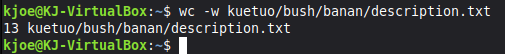 kjoe@KJ-VirtualBox:~$ wc -w kuetuo/bush/banan/description.txt
13 kuetuo/bush/banan/description.txt
kjoe@KJ-VirtualBox:~$